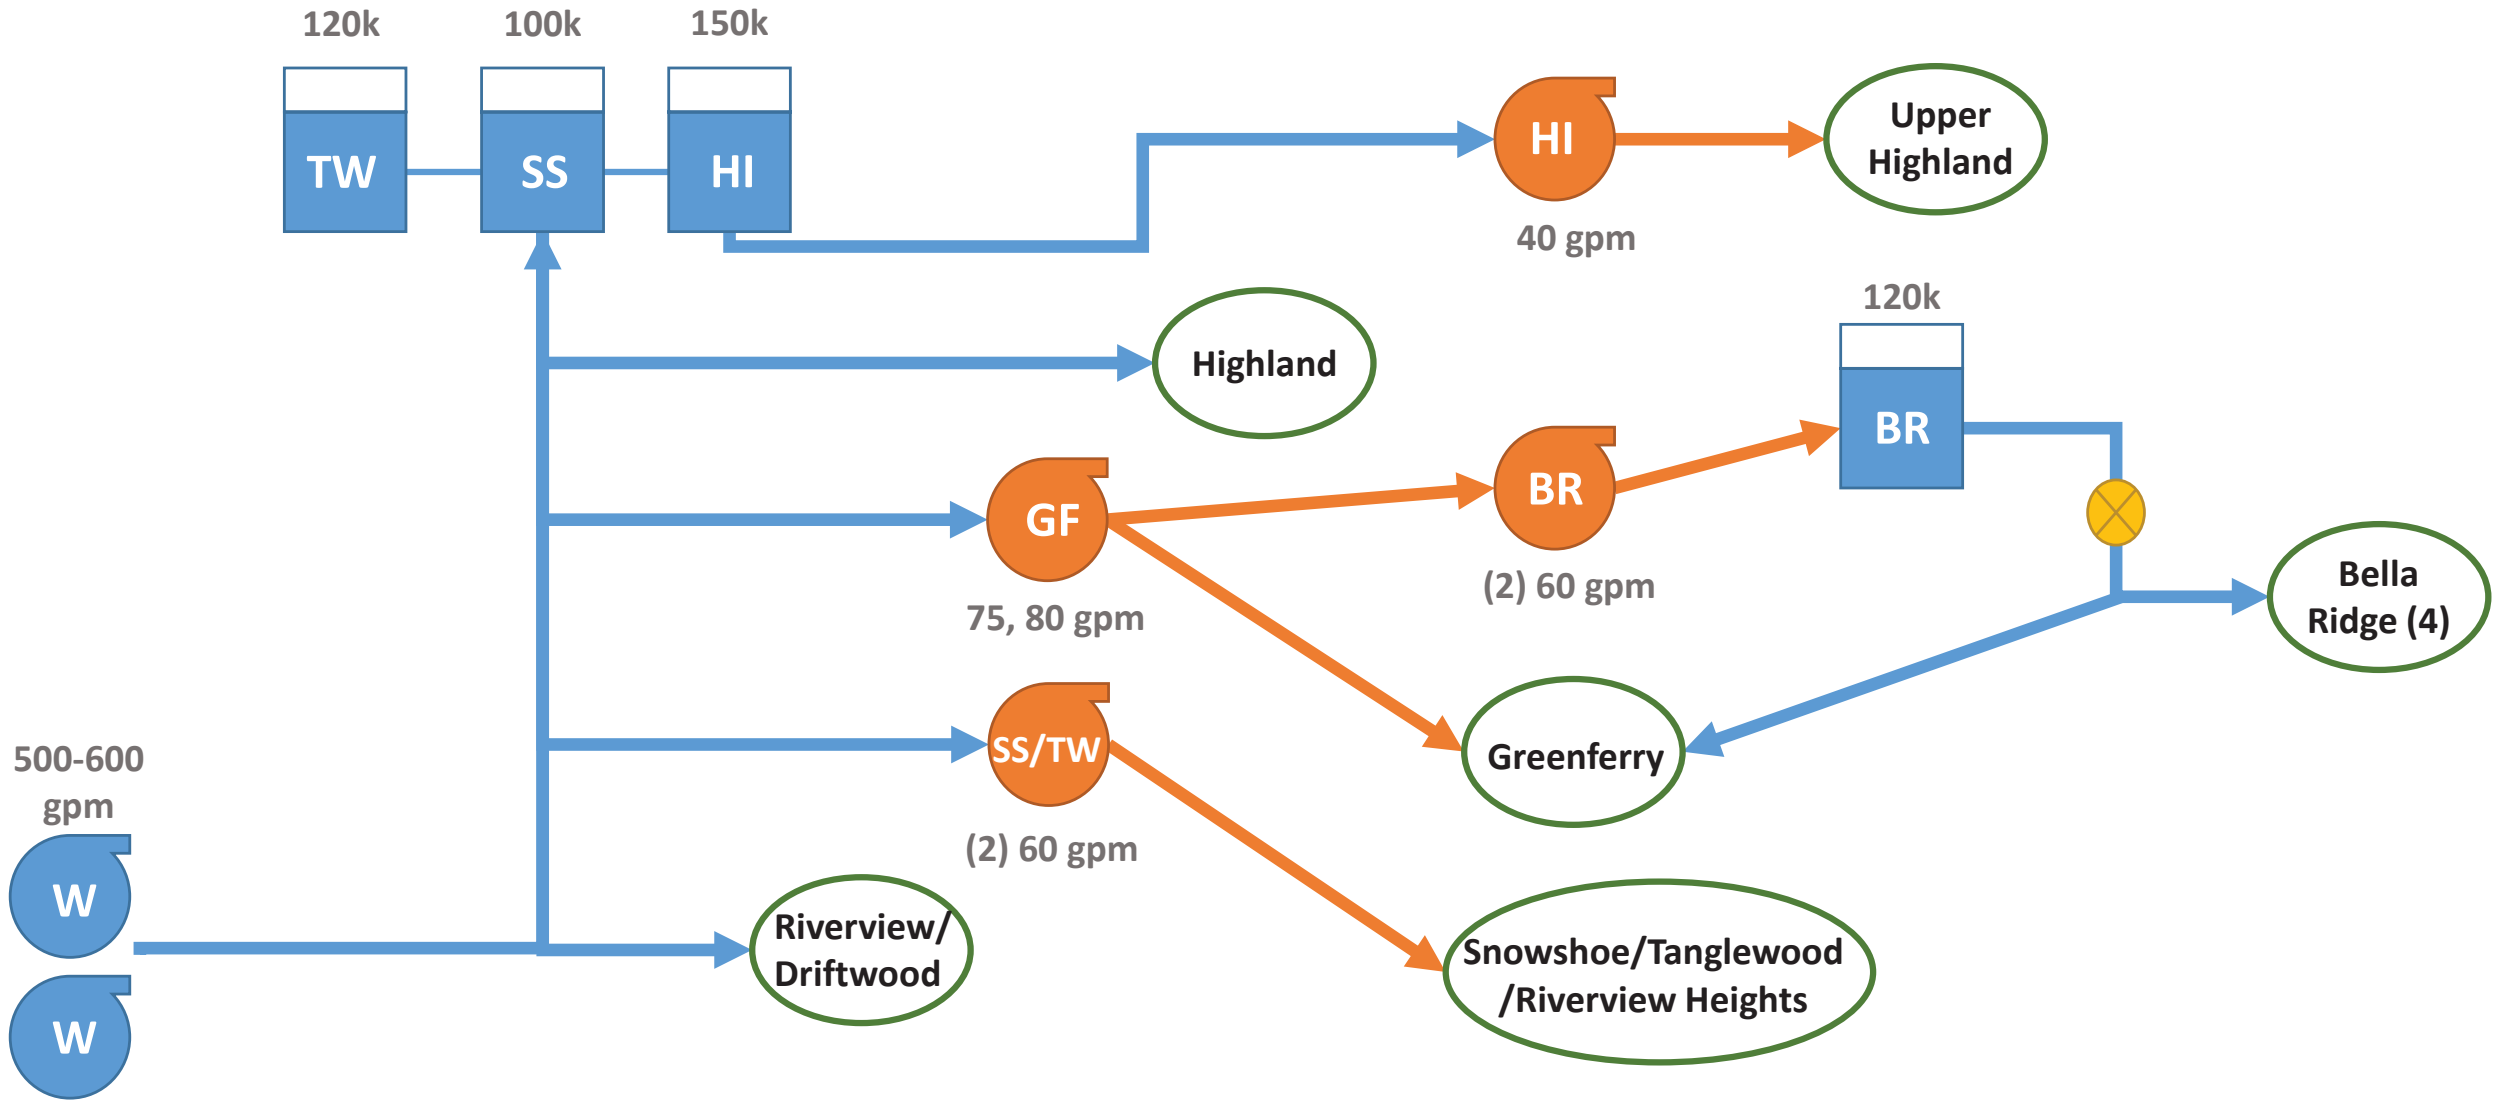 120k
100k
150k
TW
SS
HI
HI
Upper
Highland
40 gpm
120k
Highland
BR
BR
GF
(2) 60 gpm
Bella
Ridge (4)
75, 80 gpm
SS/TW
Greenferry
500-600
gpm
(2) 60 gpm
W
Riverview/
Driftwood
Snowshoe/Tanglewood
/Riverview Heights
W